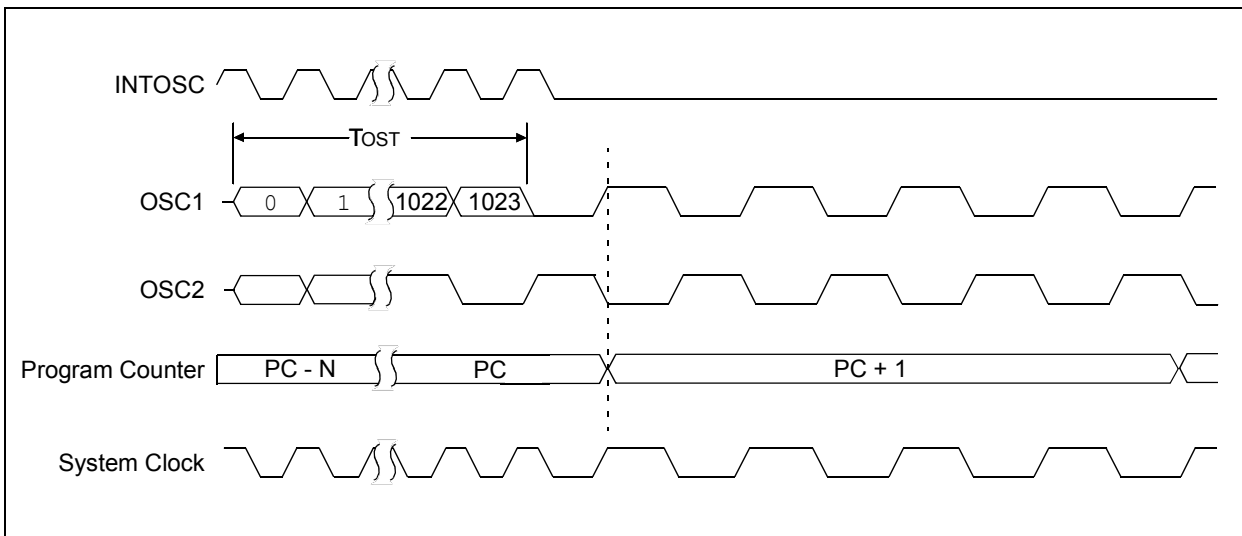 INTOSC
TOST
OSC1 0 1 1022 1023
OSC2
Program Counter PC - N PC PC + 1
System Clock